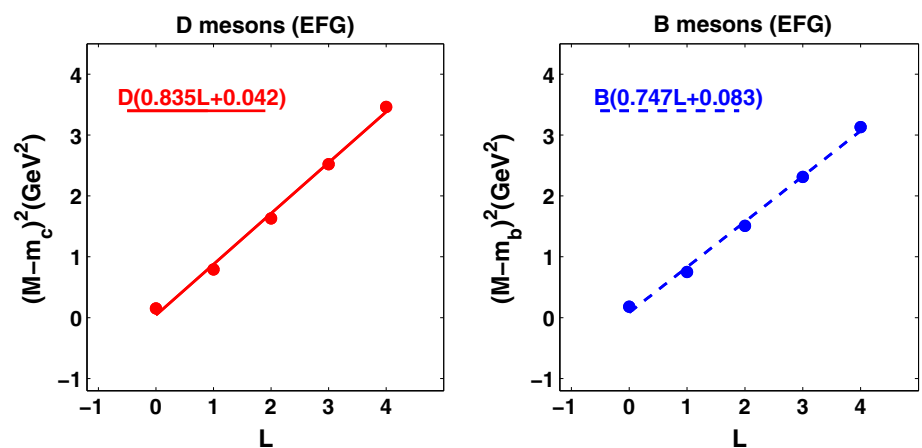 D mesons (EFG)
D(0.835L+0.042)
(M−m_c)^2(GeV^2)
4
3
2
1
0
−1
−1 0 1 2 3 4
L
B mesons (EFG)
B(0.747L+0.083)
(M−m_b)^2(GeV^2)
4
3
2
1
0
−1
−1 0 1 2 3 4
L